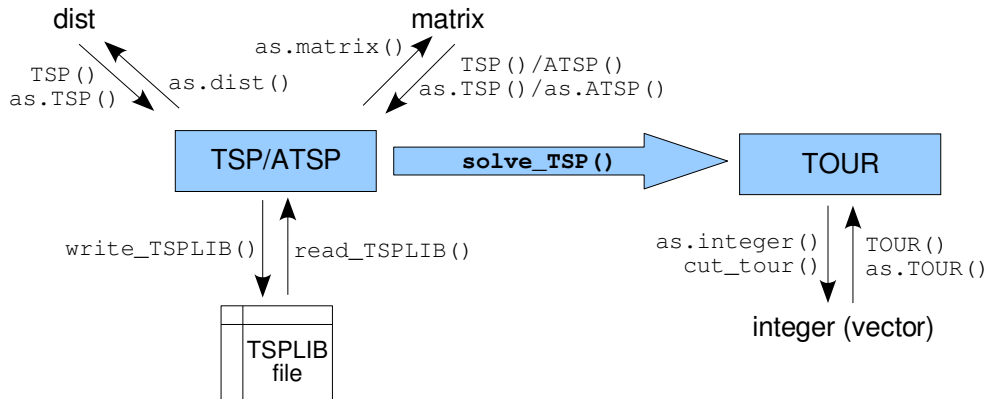 dist
matrix
as.matrix()
TSP()
as.TSP()
as.dist()
TSP()/ATSP()
as.TSP()/as.ATSP()
TSP/ATSP
solve_TSP()
TOUR
write_TSPLIB()
read_TSPLIB()
as.integer()
cut_tour()
TOUR()
as.TOUR()
TSPLIB
file
integer (vector)